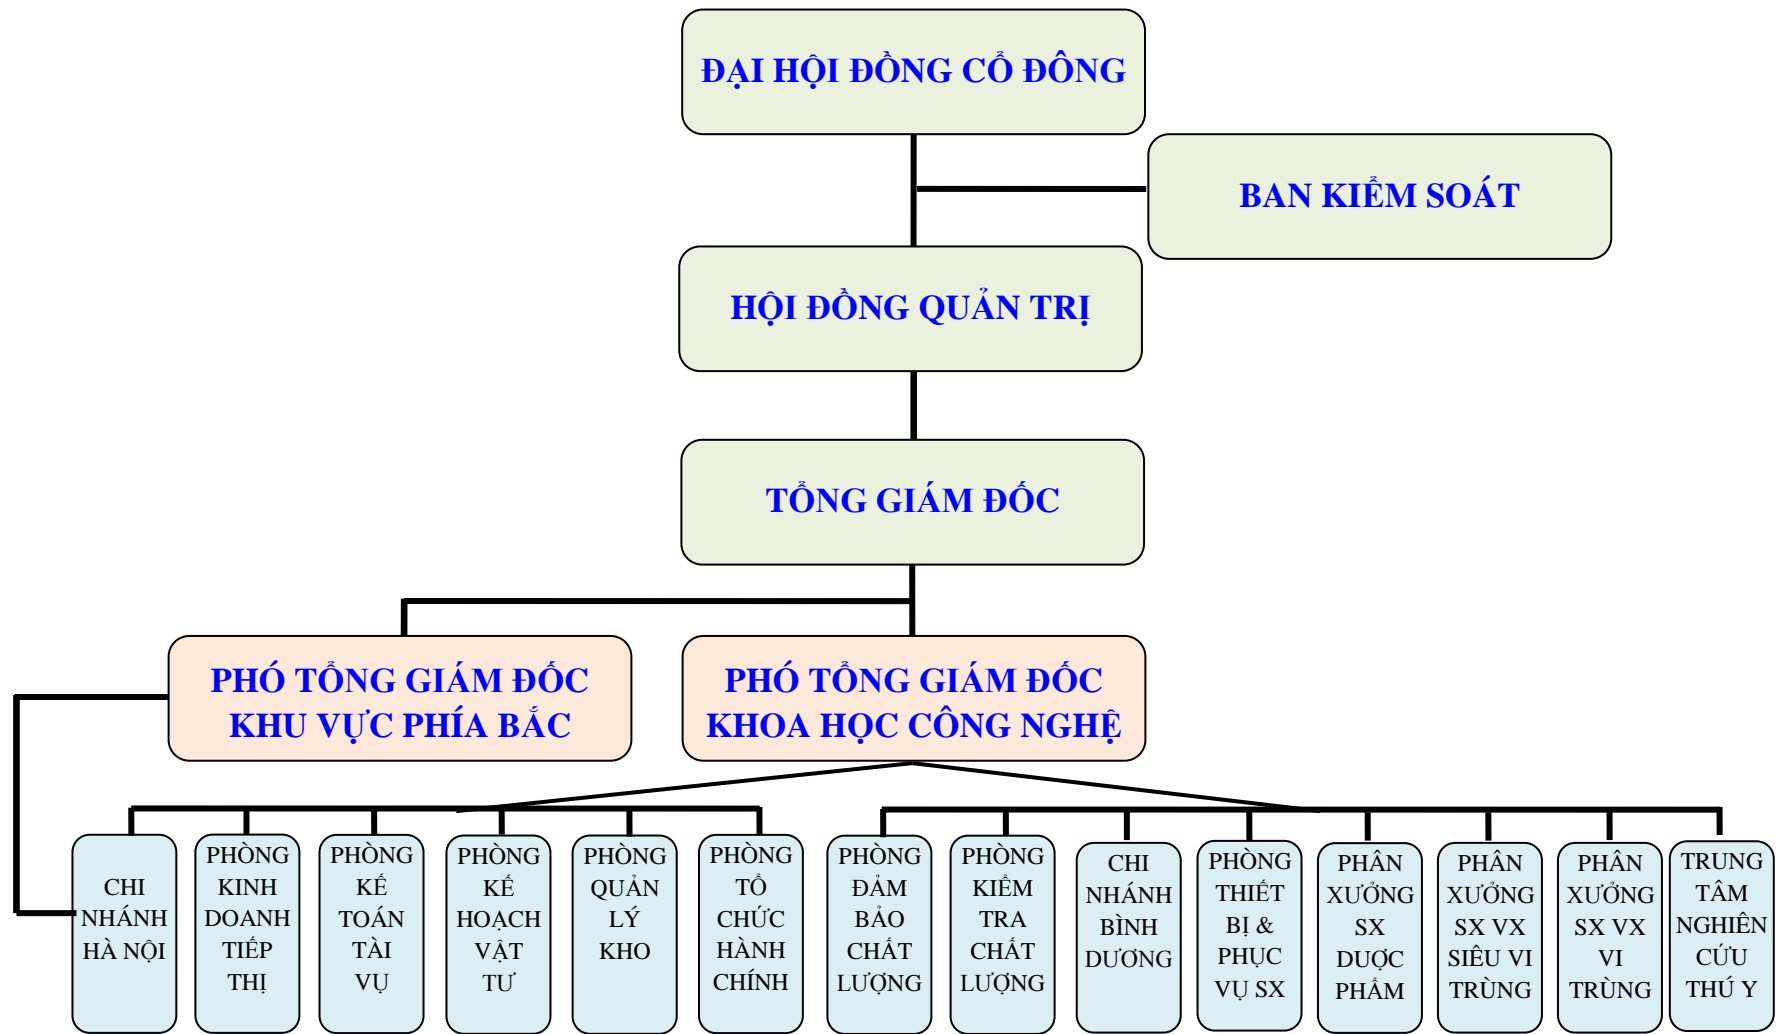 ĐẠI HỘI ĐỒNG CỔ ĐÔNG
BAN KIỂM SOÁT
HỘI ĐỒNG QUẢN TRỊ
TỔNG GIÁM ĐỐC
PHÓ TỔNG GIÁM ĐỐC
KHU VỰC PHÍA BẮC
PHÓ TỔNG GIÁM ĐỐC
KHOA HỌC CÔNG NGHỆ
CHI
NHÁNH
HÀ NỘI
PHÒNG
KINH
DOANH
TIẾP
THỊ
PHÒNG
KẾ
TOÁN
TÀI
VỤ
PHÒNG
KẾ
HOẠCH
VẬT
TƯ
PHÒNG
QUẢN
LÝ
KHO
PHÒNG
TỔ
CHỨC
HÀNH
CHÍNH
PHÒNG
ĐẢM
BẢO
CHẤT
LƯỢNG
PHÒNG
KIỂM
TRA
CHẤT
LƯỢNG
CHI
NHÁNH
BÌNH
DƯƠNG
PHÒNG
THIẾT
BỊ &
PHỤC
VỤ SX
PHÂN
XƯỞNG
SX
DUỢC
PHẨM
PHÂN
XƯỞNG
SX VX
SIÊU VI
TRÙNG
PHÂN
XƯỞNG
SX VX
VI
TRÙNG
TRUNG
TÂM
NGHIÊN
CỨU
THÚ Y